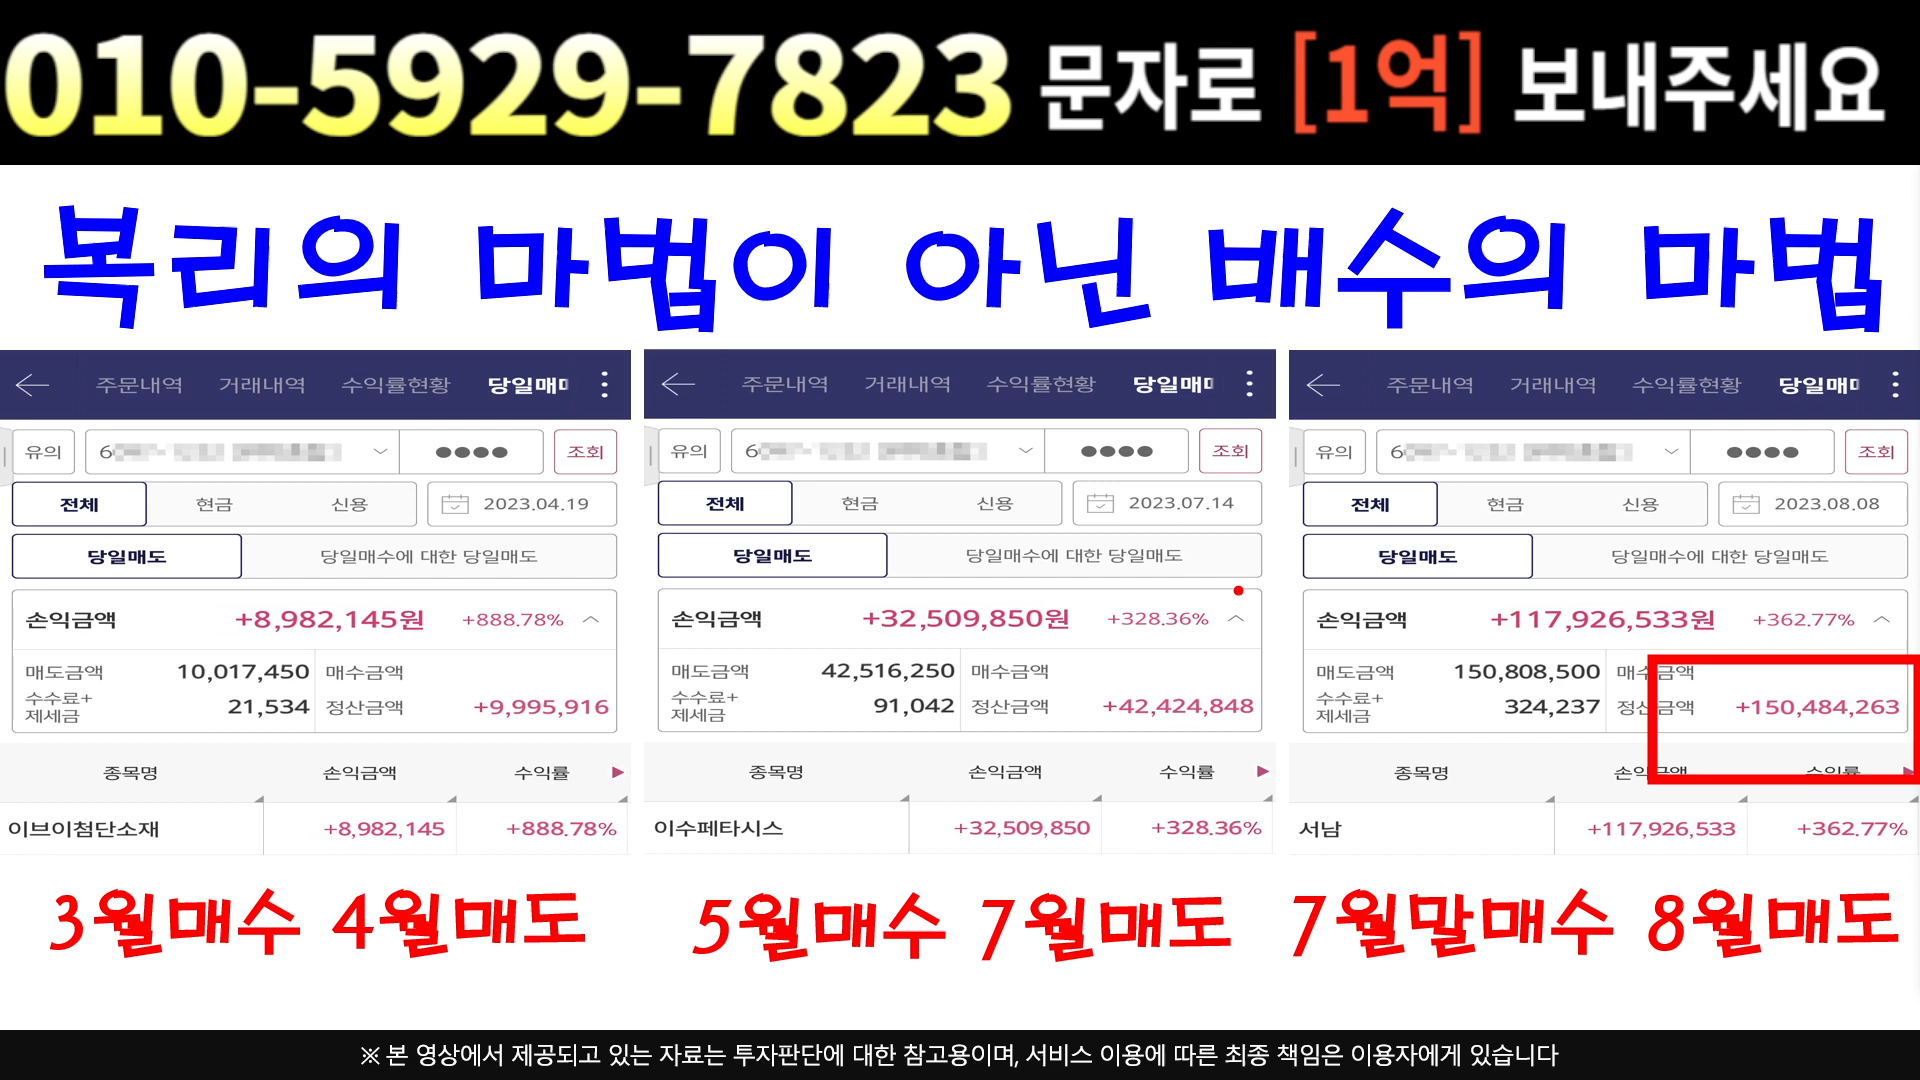 010-5929-7823 문자로 [1억] 보내주세요
복리의 마법이 아닌 배수의 마법
주문내역 거래내역 수익률현황 당일매
유의 6 ●●●● 조회
전체 현금 신용 2023.04.19
당일매도 당일매수에 대한 당일매도
손익금액 +8,982,145원 +888.78%
매도금액 10,017,450 매수금액
수수료+
제세금 21,534 정산금액 +9,995,916
종목명 손익금액 수익률
이브이첨단소재 +8,982,145 +888.78%
3월매수 4월매도
주문내역 거래내역 수익률현황 당일매
유의 6 ●●●● 조회
전체 현금 신용 2023.07.14
당일매도 당일매수에 대한 당일매도
손익금액 +32,509,850원 +328.36%
매도금액 42,516,250 매수금액
수수료+
제세금 91,042 정산금액 +42,424,848
종목명 손익금액 수익률
이수페타시스 +32,509,850 +328.36%
5월매수 7월매도
주문내역 거래내역 수익률현황 당일매
유의 6 ●●●● 조회
전체 현금 신용 2023.08.08
당일매도 당일매수에 대한 당일매도
손익금액 +117,926,533원 +362.77%
매도금액 150,808,500 매수금액
수수료+
제세금 324,237 정산금액 +150,484,263
종목명 손익금액 수익률
서남 +117,926,533 +362.77%
7월말매수 8월매도
※ 본 영상에서 제공되고 있는 자료는 투자판단에 대한 참고용이며, 서비스 이용에 따른 최종 책임은 이용자에게 있습니다